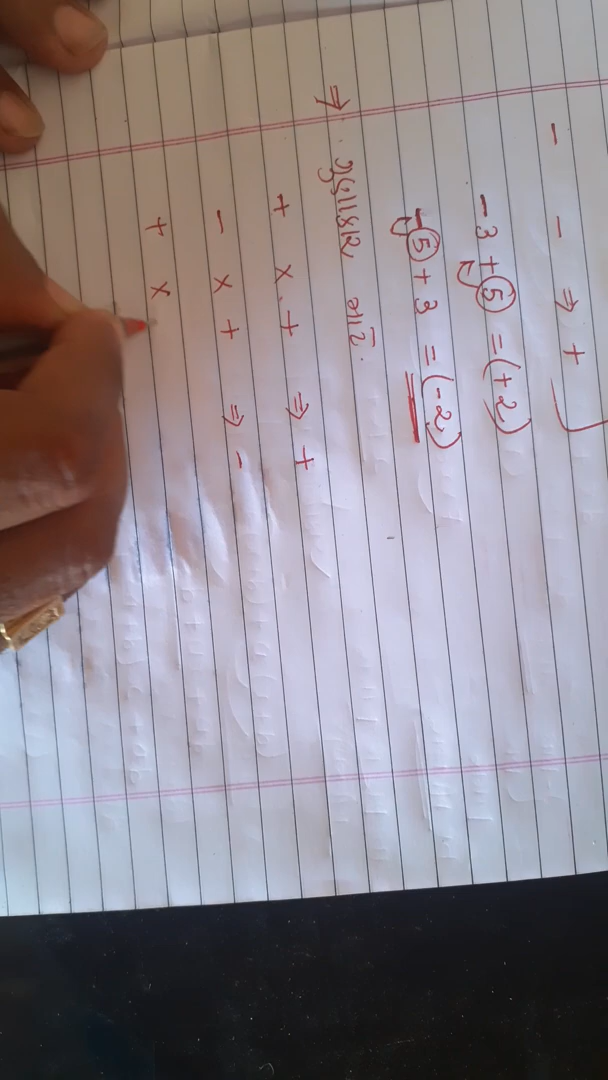 - - ⇒ +
-3 + 5 = (+2)
-5 + 3 = (-2)
⇒ ગુણાકાર માટે.
+ × + ⇒ +
- × + ⇒ -
+ ×